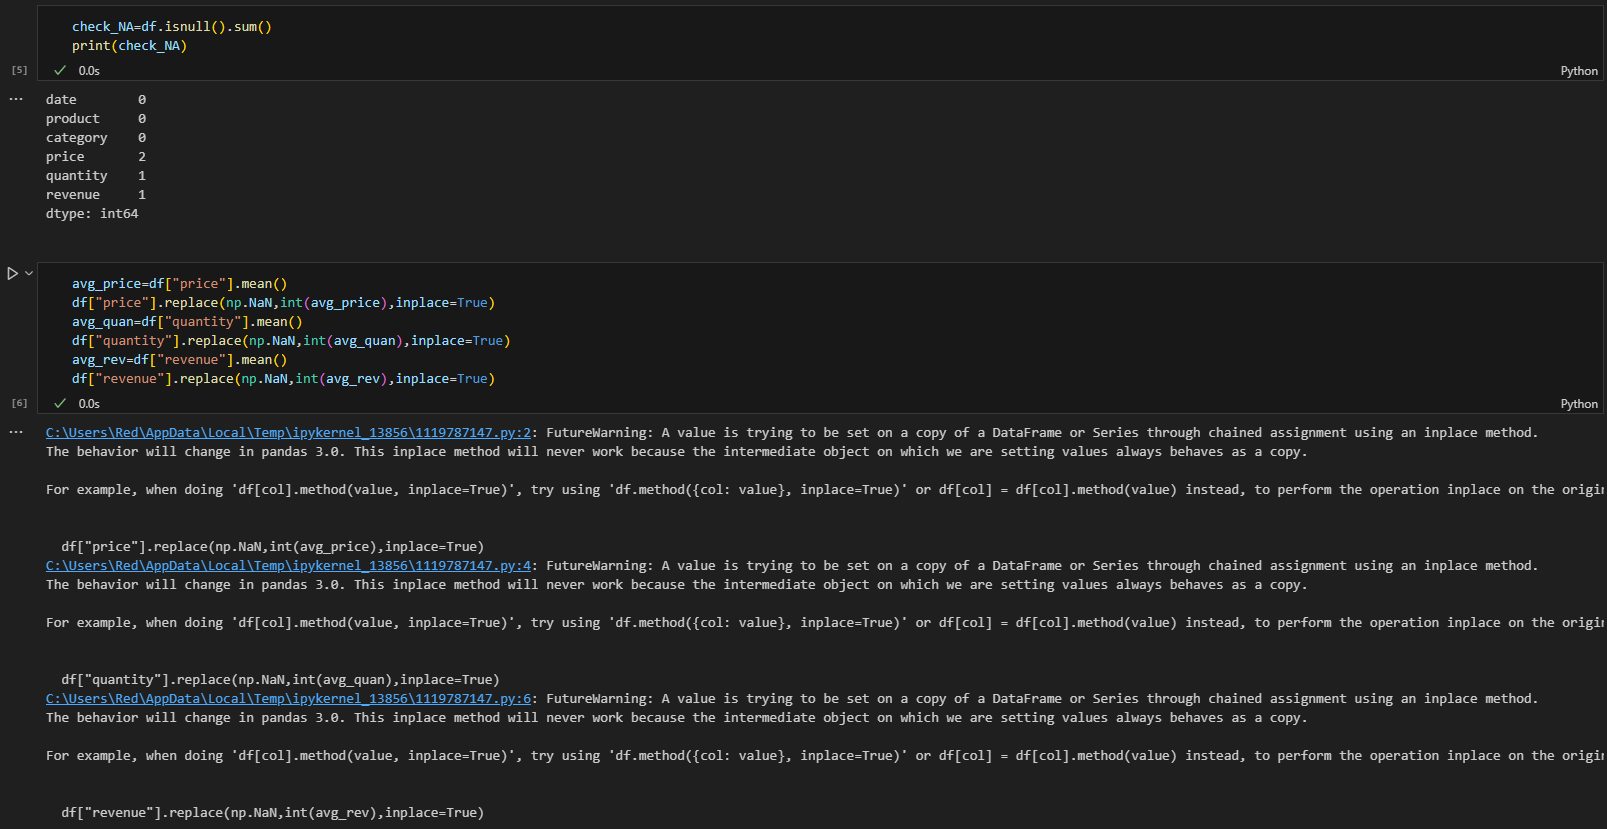 check_NA=df.isnull().sum()
print(check_NA)
[5] 0.0s Python
... date 0
product 0
category 0
price 2
quantity 1
revenue 1
dtype: int64
avg_price=df["price"].mean()
df["price"].replace(np.NaN,int(avg_price),inplace=True)
avg_quan=df["quantity"].mean()
df["quantity"].replace(np.NaN,int(avg_quan),inplace=True)
avg_rev=df["revenue"].mean()
df["revenue"].replace(np.NaN,int(avg_rev),inplace=True)
[6] 0.0s Python
... C:\Users\Red\AppData\Local\Temp\ipykernel_13856\1119787147.py:2: FutureWarning: A value is trying to be set on a copy of a DataFrame or Series through chained assignment using an inplace method.
The behavior will change in pandas 3.0. This inplace method will never work because the intermediate object on which we are setting values always behaves as a copy.
For example, when doing 'df[col].method(value, inplace=True)', try using 'df.method({col: value}, inplace=True)' or df[col] = df[col].method(value) instead, to perform the operation inplace on the
df["price"].replace(np.NaN,int(avg_price),inplace=True)
C:\Users\Red\AppData\Local\Temp\ipykernel_13856\1119787147.py:4: FutureWarning: A value is trying to be set on a copy of a DataFrame or Series through chained assignment using an inplace method.
The behavior will change in pandas 3.0. This inplace method will never work because the intermediate object on which we are setting values always behaves as a copy.
For example, when doing 'df[col].method(value, inplace=True)', try using 'df.method({col: value}, inplace=True)' or df[col] = df[col].method(value) instead, to perform the operation inplace on the
df["quantity"].replace(np.NaN,int(avg_quan),inplace=True)
C:\Users\Red\AppData\Local\Temp\ipykernel_13856\1119787147.py:6: FutureWarning: A value is trying to be set on a copy of a DataFrame or Series through chained assignment using an inplace method.
The behavior will change in pandas 3.0. This inplace method will never work because the intermediate object on which we are setting values always behaves as a copy.
For example, when doing 'df[col].method(value, inplace=True)', try using 'df.method({col: value}, inplace=True)' or df[col] = df[col].method(value) instead, to perform the operation inplace on the
df["revenue"].replace(np.NaN,int(avg_rev),inplace=True)